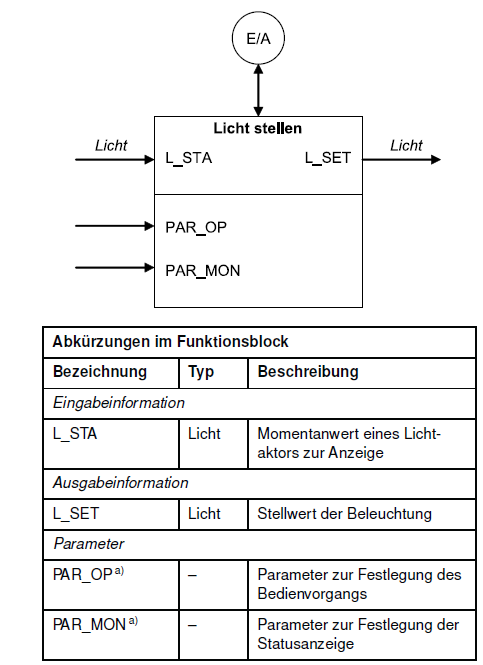 E/A
Licht stellen
Licht
L_STA
L_SET
Licht
PAR_OP
PAR_MON
Abkürzungen im Funktionsblock
Bezeichnung Typ Beschreibung
Eingabeinformation
L_STA Licht Momentanwert eines Licht-
aktors zur Anzeige
Ausgabeinformation
L_SET Licht Stellwert der Beleuchtung
Parameter
PAR_OP a) – Parameter zur Festlegung des
Bedienvorgangs
PAR_MON a) – Parameter zur Festlegung der
Statusanzeige